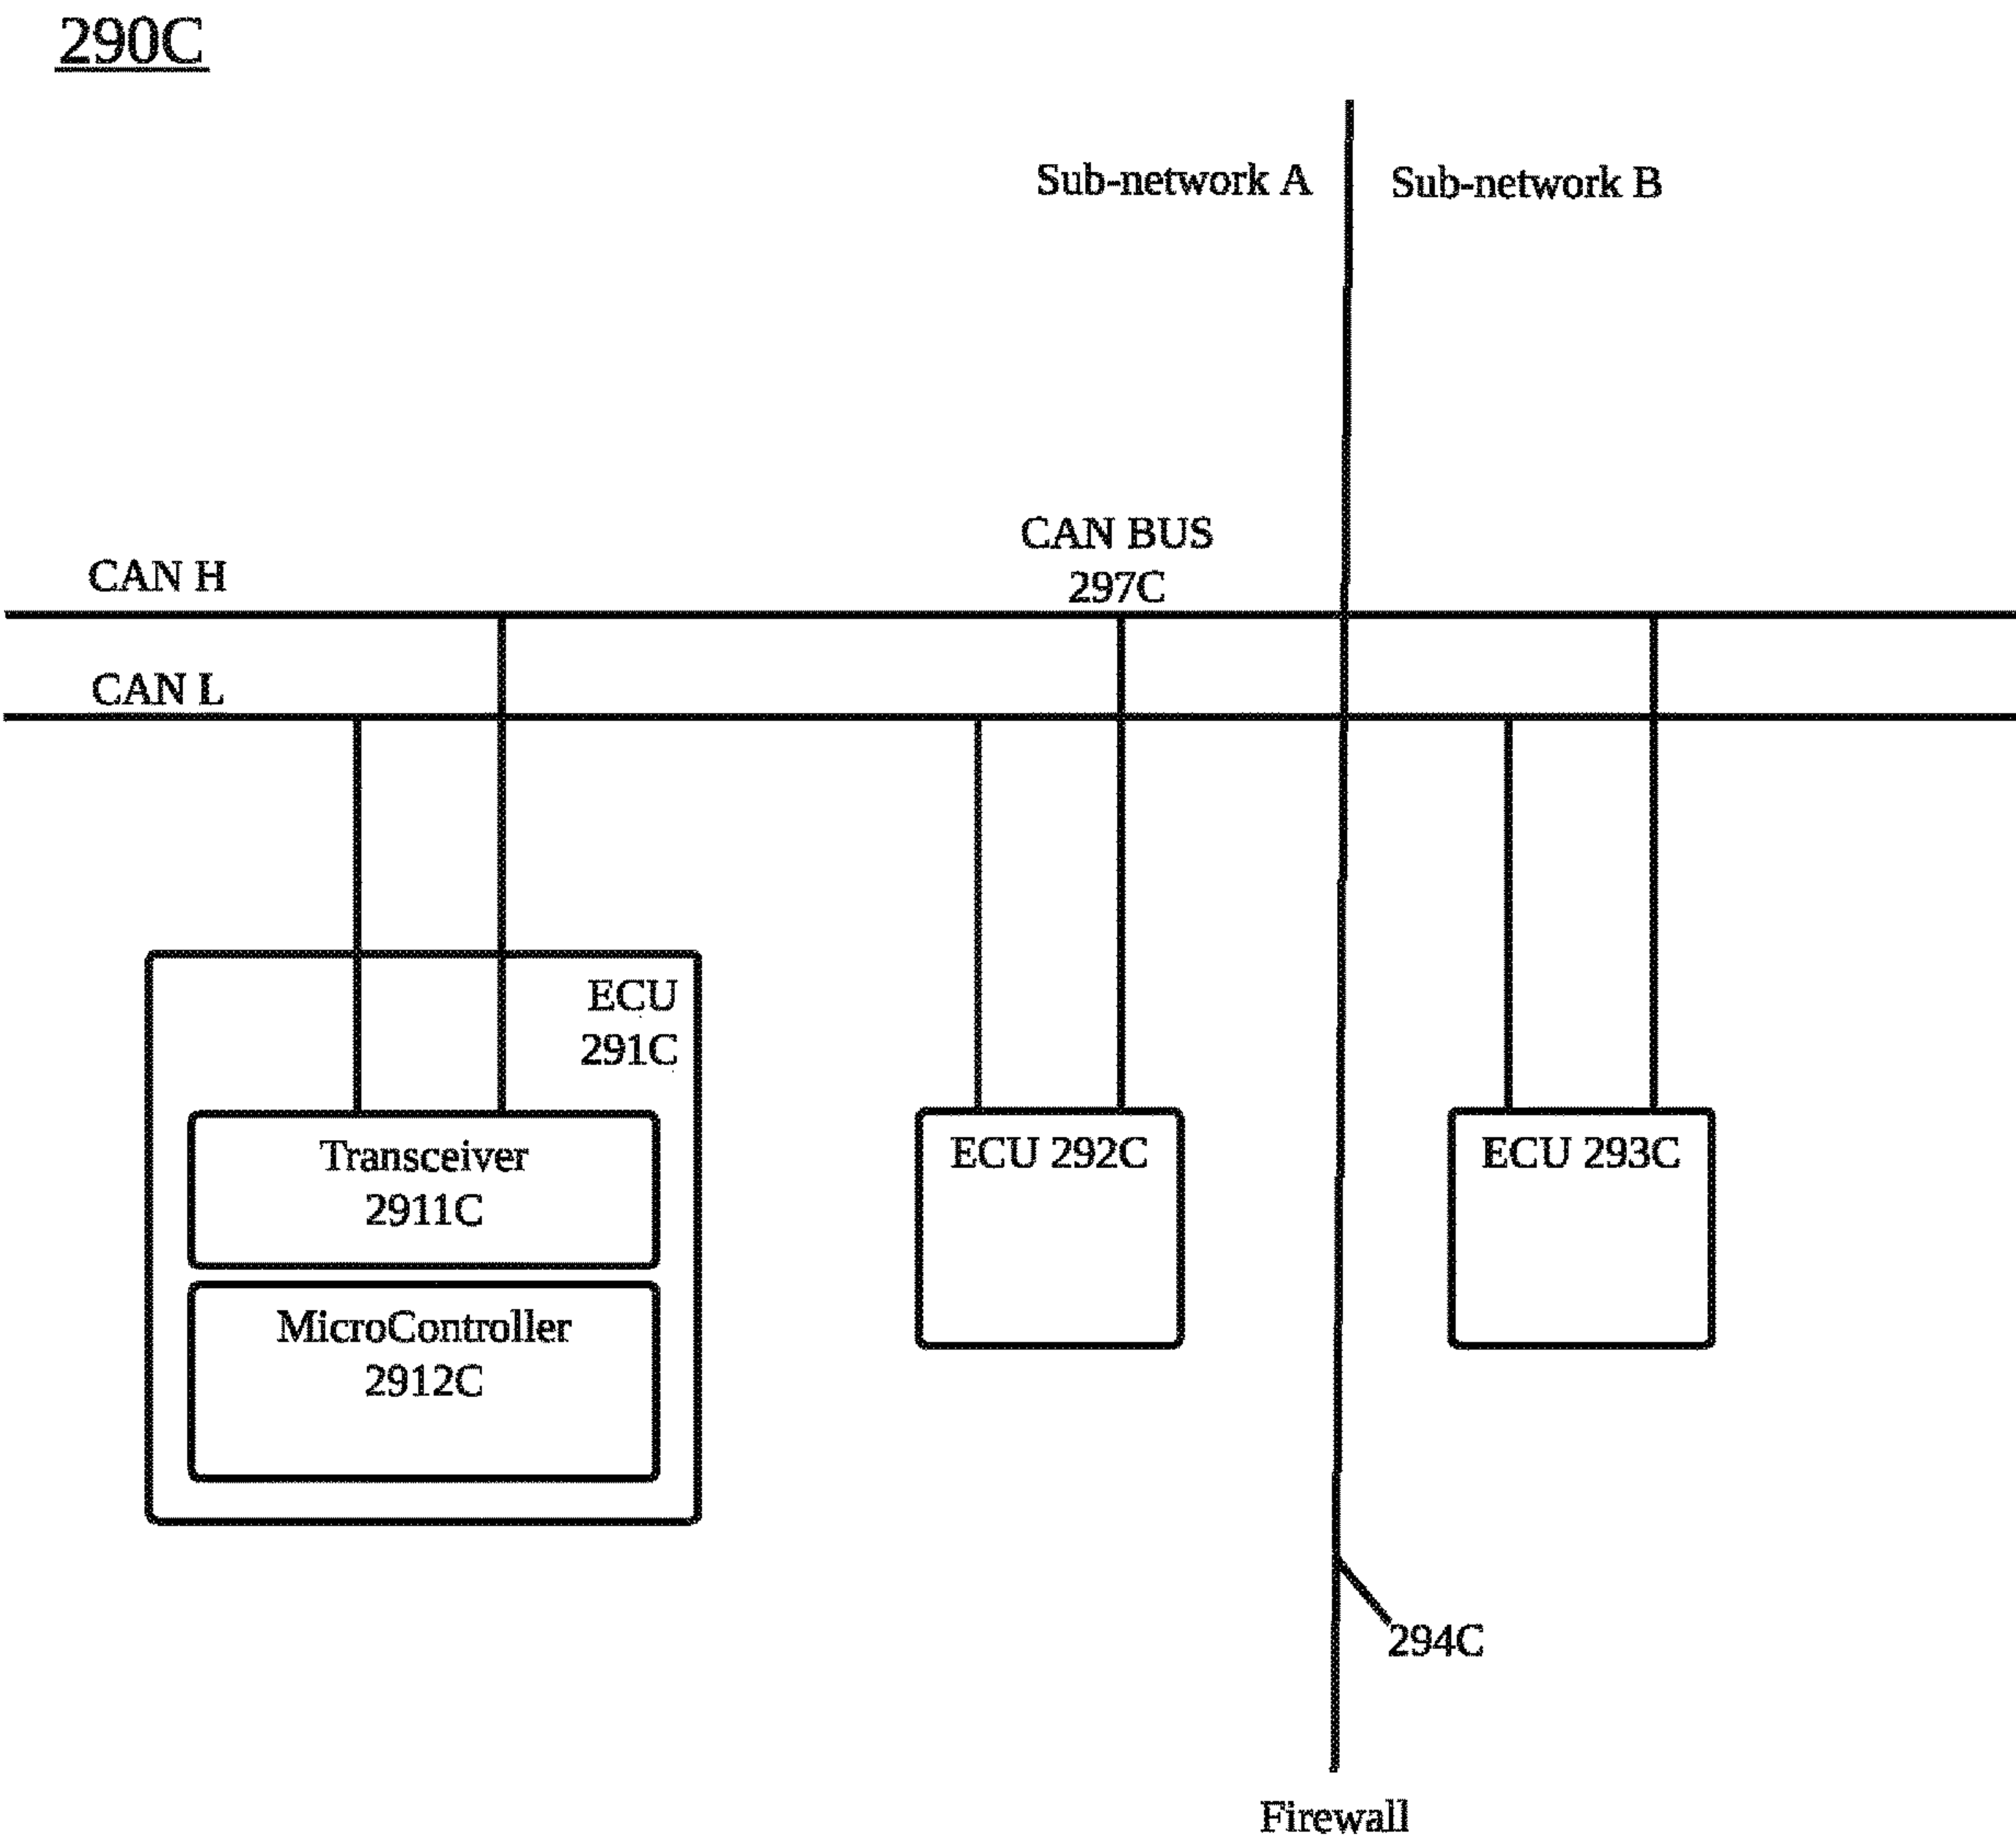 290C
Sub-network A
Sub-network B
CAN BUS
297C
CAN H
CAN L
ECU
291C
Transceiver
2911C
MicroController
2912C
ECU 292C
ECU 293C
294C
Firewall